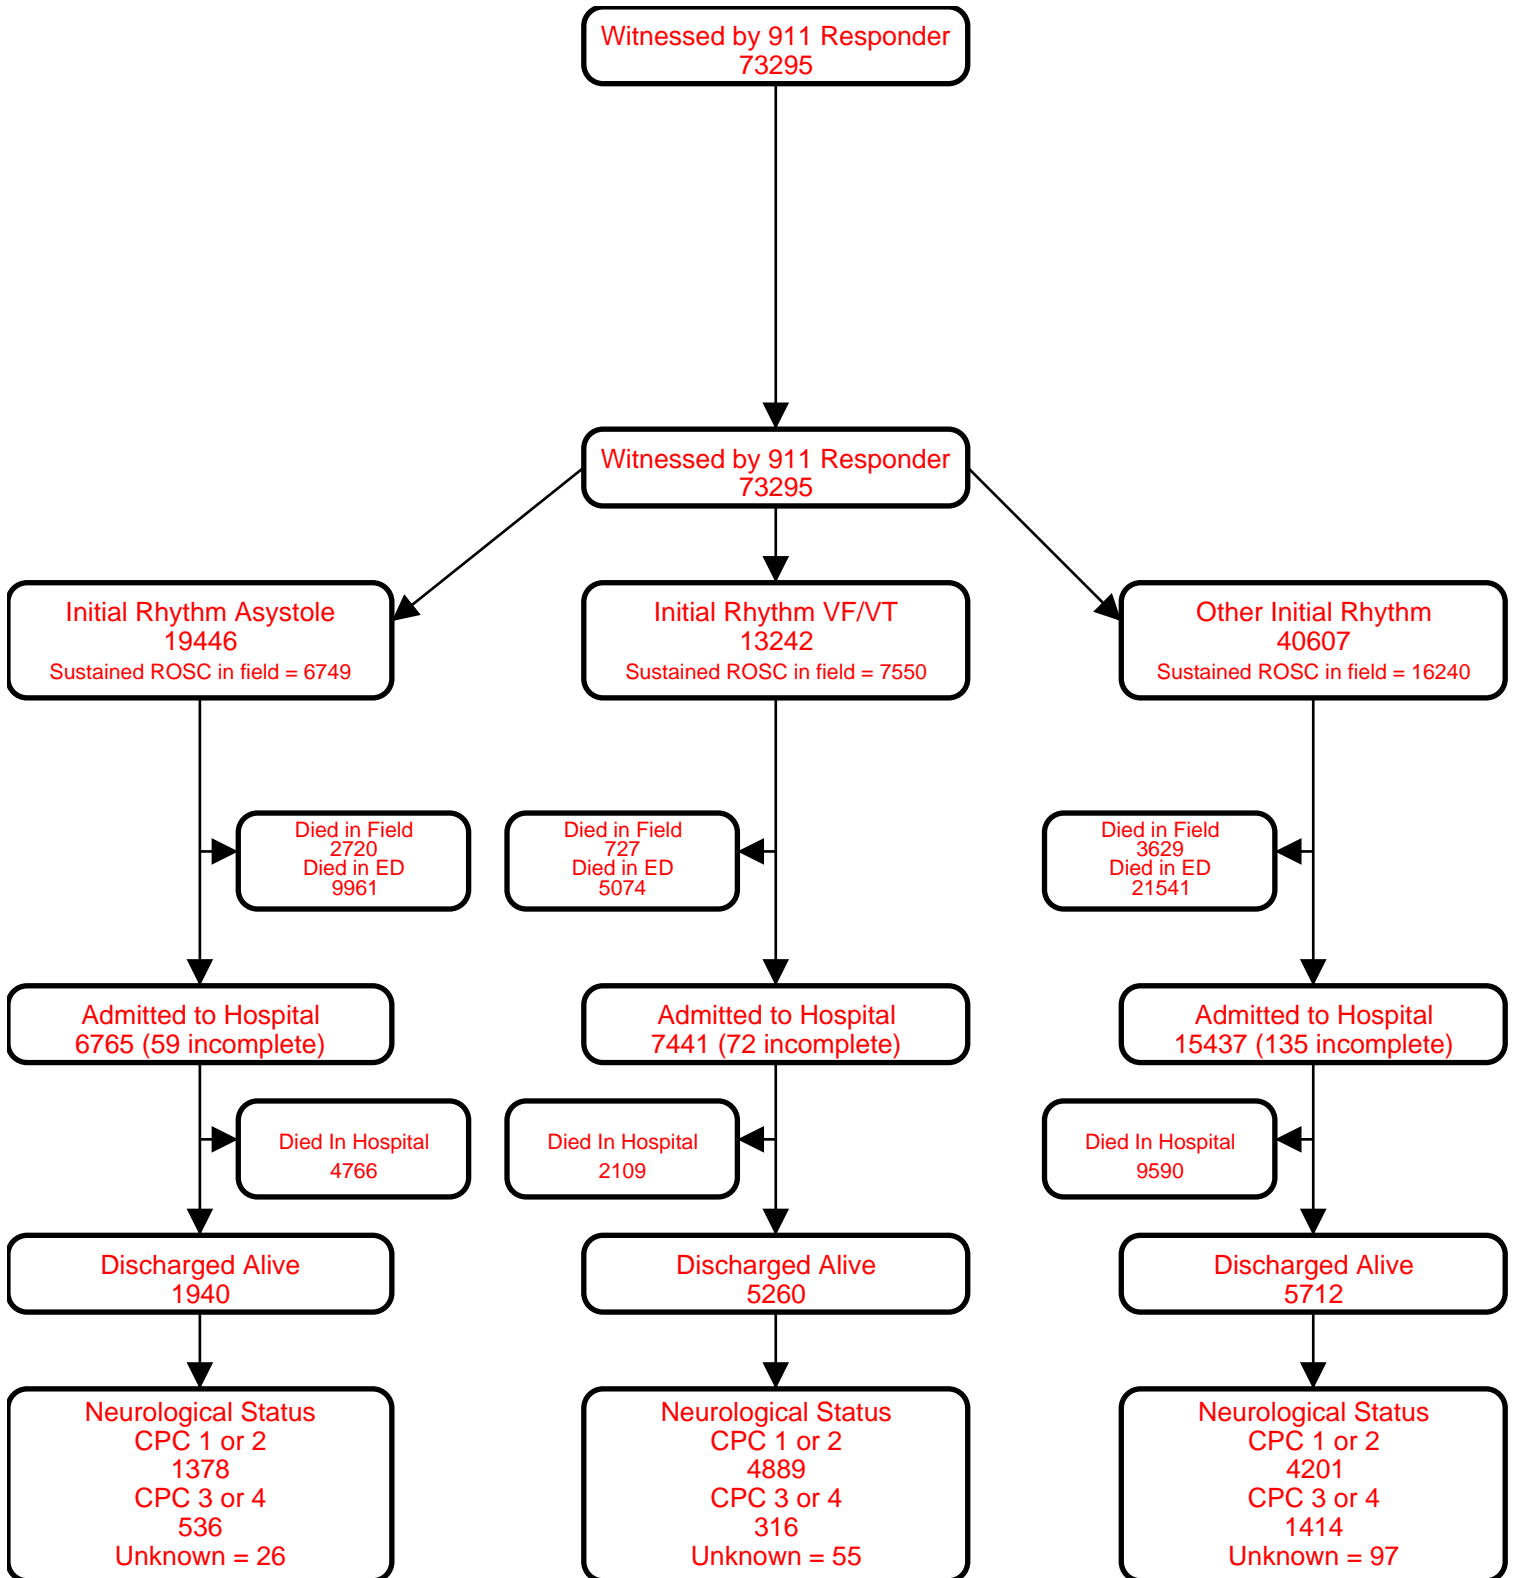 Witnessed by 911 Responder
73295
Witnessed by 911 Responder
73295
Initial Rhythm Asystole
19446
Sustained ROSC in field = 6749
Initial Rhythm VF/VT
13242
Sustained ROSC in field = 7550
Other Initial Rhythm
40607
Sustained ROSC in field = 16240
Died in Field
2720
Died in ED
9961
Died in Field
727
Died in ED
5074
Died in Field
3629
Died in ED
21541
Admitted to Hospital
6765 (59 incomplete)
Admitted to Hospital
7441 (72 incomplete)
Admitted to Hospital
15437 (135 incomplete)
Died In Hospital
4766
Died In Hospital
2109
Died In Hospital
9590
Discharged Alive
1940
Discharged Alive
5260
Discharged Alive
5712
Neurological Status
CPC 1 or 2
1378
CPC 3 or 4
536
Unknown = 26
Neurological Status
CPC 1 or 2
4889
CPC 3 or 4
316
Unknown = 55
Neurological Status
CPC 1 or 2
4201
CPC 3 or 4
1414
Unknown = 97